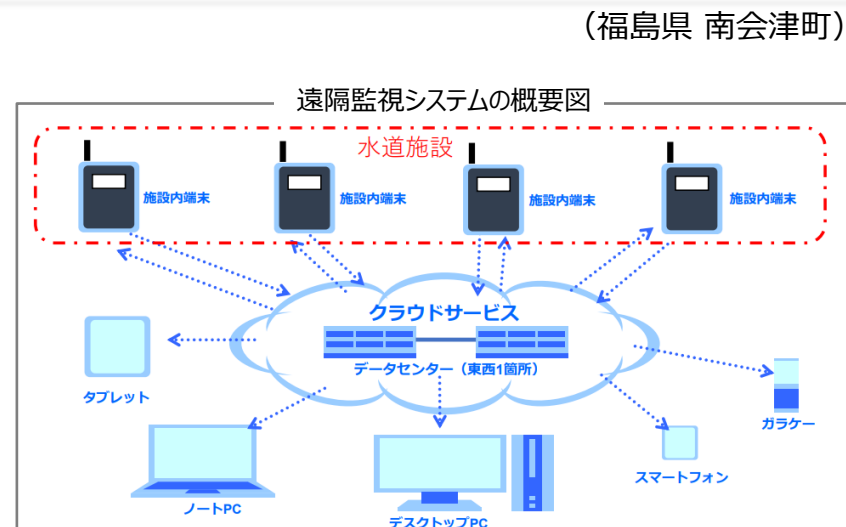 （福島県 南会津町）
遠隔監視システムの概要図
水道施設
施設内端末
施設内端末
施設内端末
施設内端末
クラウドサービス
データセンター（東西1箇所）
タブレット
ガラケー
スマートフォン
ノートPC
デスクトップPC